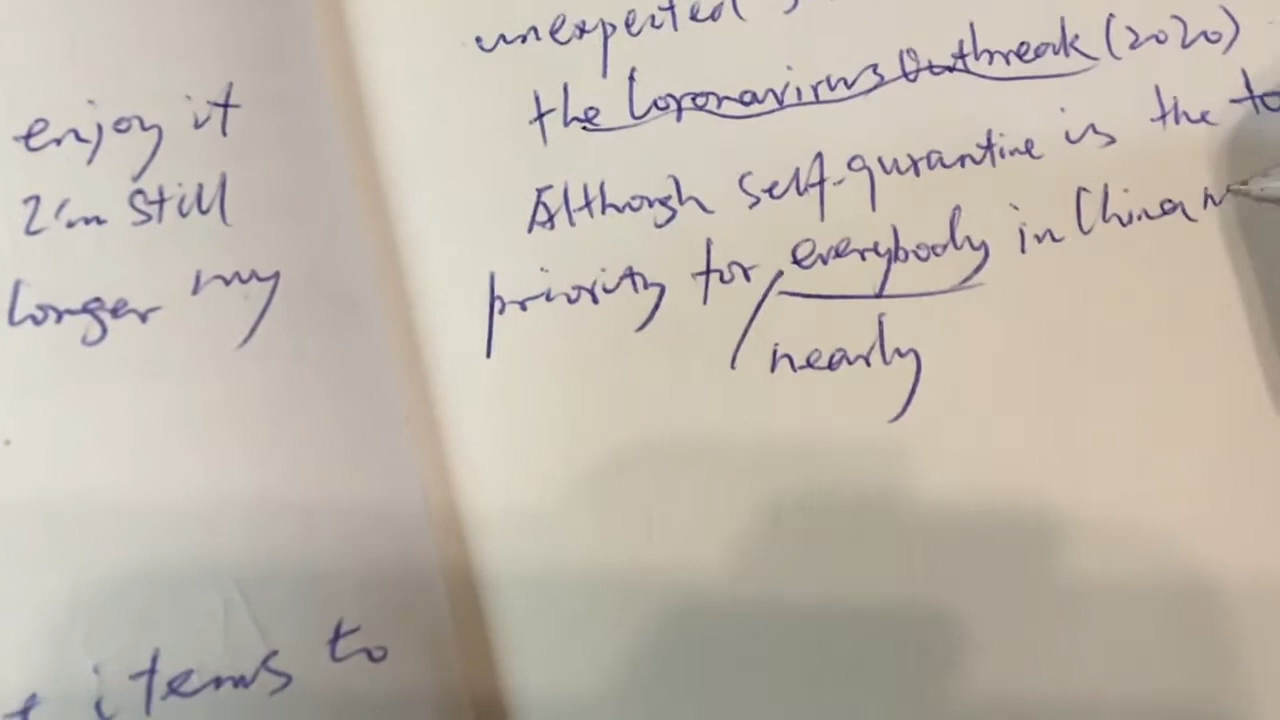 enjoy it
I'm still
longer my
items to
unexpected
the Coronavirus Outbreak (2020)
Although self-qurantine is the
priority for everybody in China
nearly